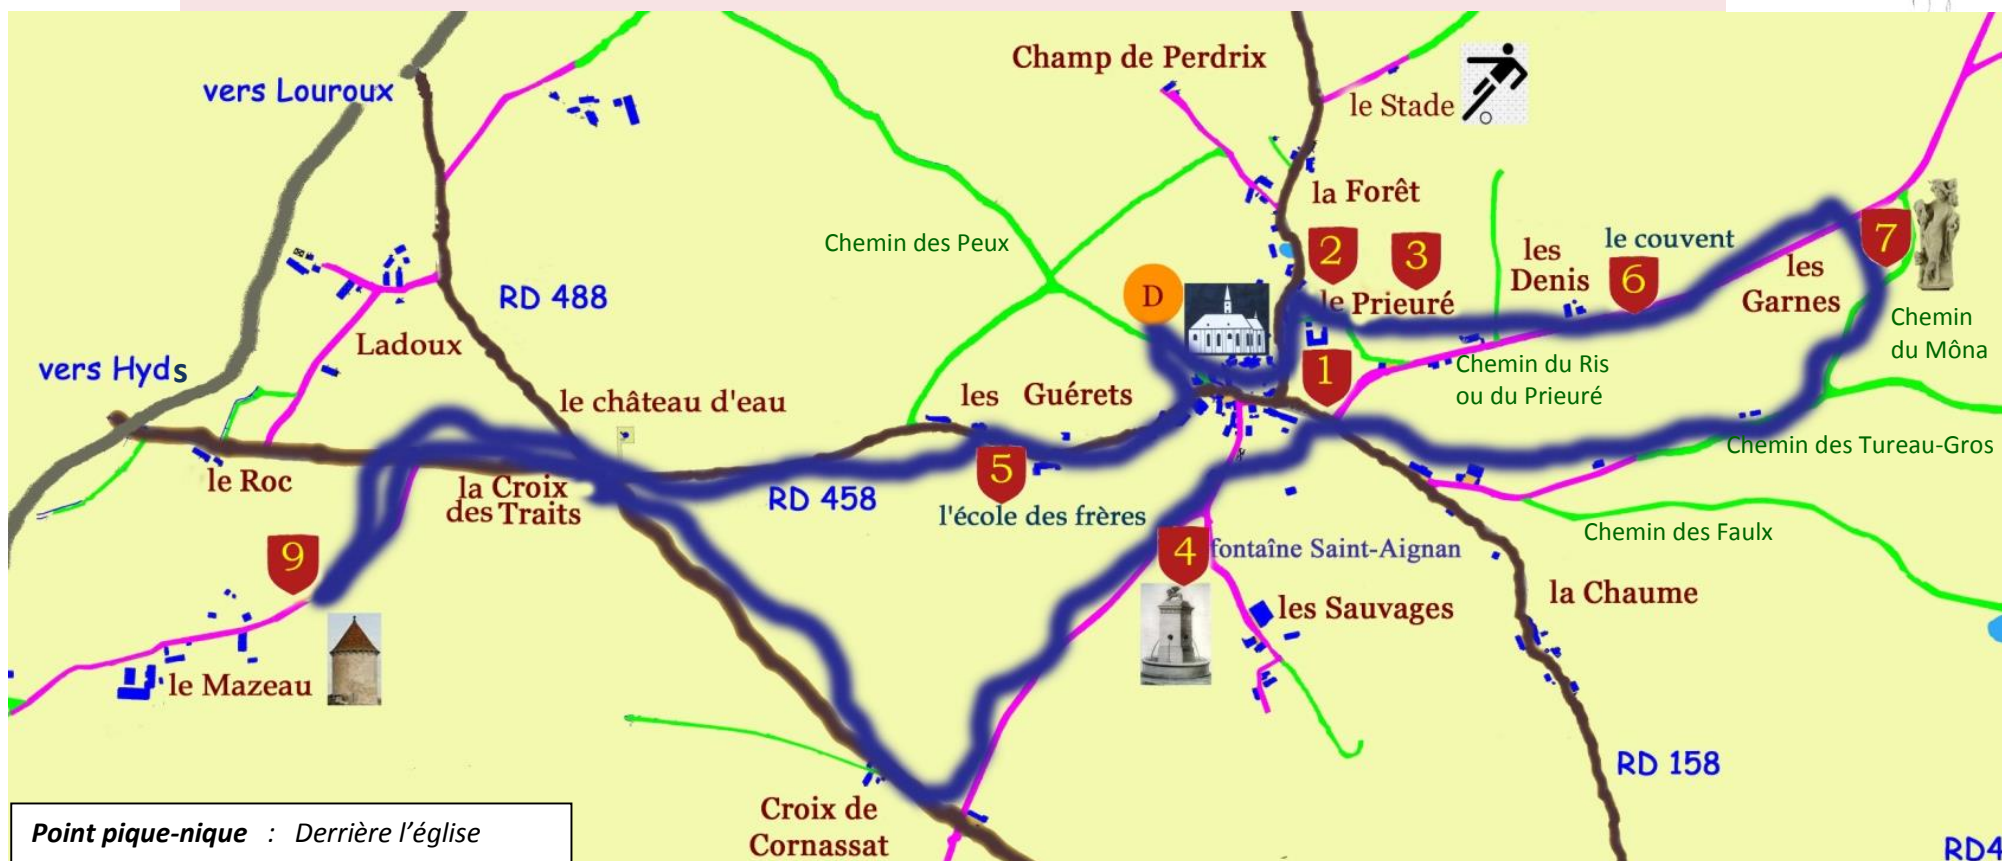 Champ de Perdrix
vers Louroux
le Stade
la Forêt
Chemin des Peux
2
3
les
Denis
le couvent
6
7
les
Garnes
D
le Prieuré
RD 488
Chemin
du Môna
Ladoux
vers Hyds
1
Chemin du Ris
ou du Prieuré
le château d'eau
les Guérets
Chemin des Tureau-Gros
le Roc
la Croix
des Traits
5
RD 458
l'école des frères
Chemin des Faulx
9
4
fontaîne Saint-Aignan
les Sauvages
la Chaume
le Mazeau
RD 158
Croix de
Cornassat
Point pique-nique : Derrière l'église
RD4